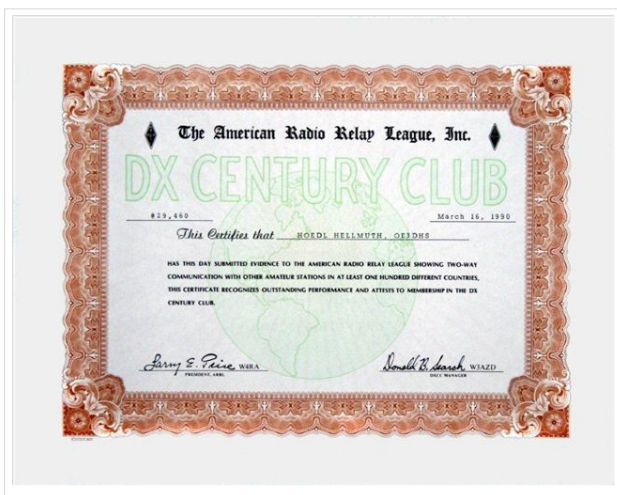 The American Radio Relay League, Inc.
DX CENTURY CLUB
#29,460 March 16, 1990
This Certifies that HOEDL HELLMUTH, OE3DHS
HAS THIS DAY SUBMITTED EVIDENCE TO THE AMERICAN RADIO RELAY LEAGUE SHOWING TWO-WAY
COMMUNICATION WITH OTHER AMATEUR STATIONS IN AT LEAST ONE HUNDRED DIFFERENT COUNTRIES,
THIS CERTIFICATE RECOGNIZES OUTSTANDING PERFORMANCE AND ATTESTS TO MEMBERSHIP IN THE DX
CENTURY CLUB.
Larry E. Price W4RA Donald B. Search W3AZD
PRESIDENT, ARRL DXCC MANAGER